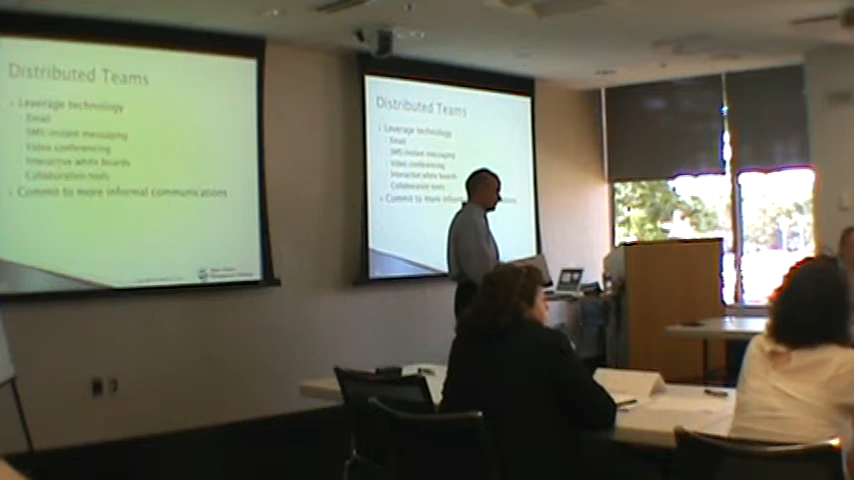 Distributed Teams
Leverage technology
Email
SMS/instant messaging
Video conferencing
Interactive white boards
Collaboration tools
Commit to more informal communications
Distributed Teams
Leverage technology
Email
SMS/instant messaging
Video conferencing
Interactive white boards
Collaboration tools
Commit to more